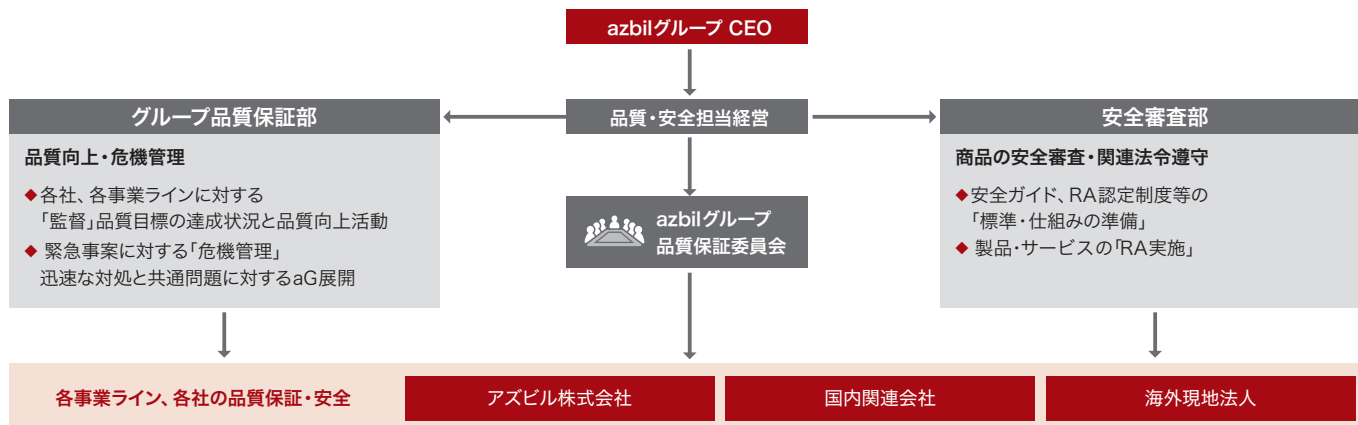 azbilグループ CEO
グループ品質保証部
品質・安全担当経営
安全審査部
品質向上・危機管理
◆各社、各事業ラインに対する
「監督」品質目標の達成状況と品質向上活動
◆ 緊急事案に対する「危機管理」
迅速な対処と共通問題に対するaG展開
azbilグループ
品質保証委員会
商品の安全審査・関連法令遵守
◆安全ガイド、RA認定制度等の
「標準・仕組みの準備」
◆ 製品・サービスの「RA実施」
各事業ライン、各社の品質保証・安全
アズビル株式会社
国内関連会社
海外現地法人